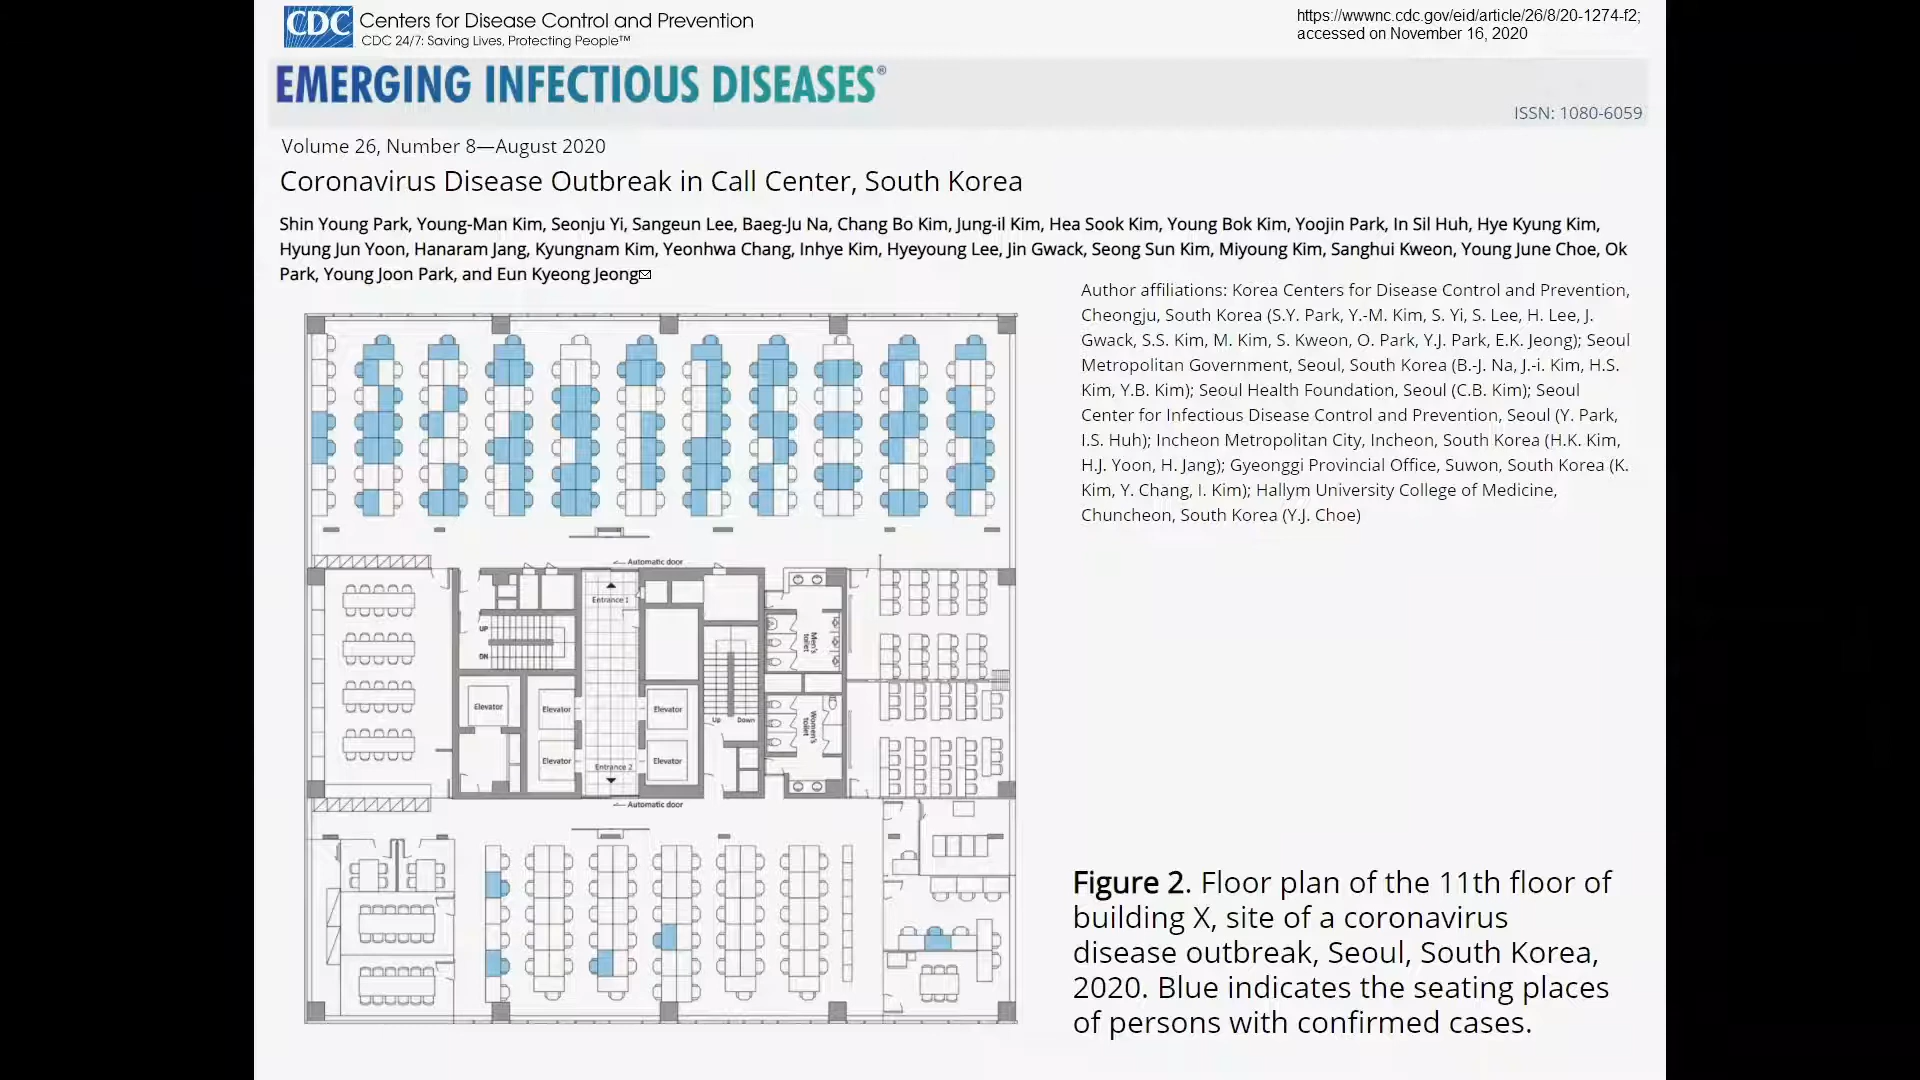 CDC Centers for Disease Control and Prevention
CDC 24/7: Saving Lives, Protecting People™
https://wwwnc.cdc.gov/eid/article/26/8/20-1274-f2;
accessed on November 16, 2020
EMERGING INFECTIOUS DISEASES®
ISSN: 1080-6059
Volume 26, Number 8—August 2020
Coronavirus Disease Outbreak in Call Center, South Korea
Shin Young Park, Young-Man Kim, Seonju Yi, Sangeun Lee, Baeg-Ju Na, Chang Bo Kim, Jung-il Kim, Hea Sook Kim, Young Bok Kim, Yoojin Park, In Sil Huh, Hye Kyung Kim,
Hyung Jun Yoon, Hanaram Jang, Kyungnam Kim, Yeonhwa Chang, Inhye Kim, Hyeyoung Lee, Jin Gwack, Seong Sun Kim, Miyoung Kim, Sanghui Kweon, Young June Choe, Ok
Park, Young Joon Park, and Eun Kyeong Jeong
Author affiliations: Korea Centers for Disease Control and Prevention,
Cheongju, South Korea (S.Y. Park, Y.-M. Kim, S. Yi, S. Lee, H. Lee, J.
Gwack, S.S. Kim, M. Kim, S. Kweon, O. Park, Y.J. Park, E.K. Jeong); Seoul
Metropolitan Government, Seoul, South Korea (B.-J. Na, J.-i. Kim, H.S.
Kim, Y.B. Kim); Seoul Health Foundation, Seoul (C.B. Kim); Seoul
Center for Infectious Disease Control and Prevention, Seoul (Y. Park,
I.S. Huh); Incheon Metropolitan City, Incheon, South Korea (H.K. Kim,
H.J. Yoon, H. Jang); Gyeonggi Provincial Office, Suwon, South Korea (K.
Kim, Y. Chang, I. Kim); Hallym University College of Medicine,
Chuncheon, South Korea (Y.J. Choe)
Automatic door
Entrance 1
UP
DN
Men's
toilet
Elevator
Elevator
Elevator
Up Down
Women's
toilet
Elevator
Elevator
Entrance 2
Automatic door
Figure 2. Floor plan of the 11th floor of
building X, site of a coronavirus
disease outbreak, Seoul, South Korea,
2020. Blue indicates the seating places
of persons with confirmed cases.